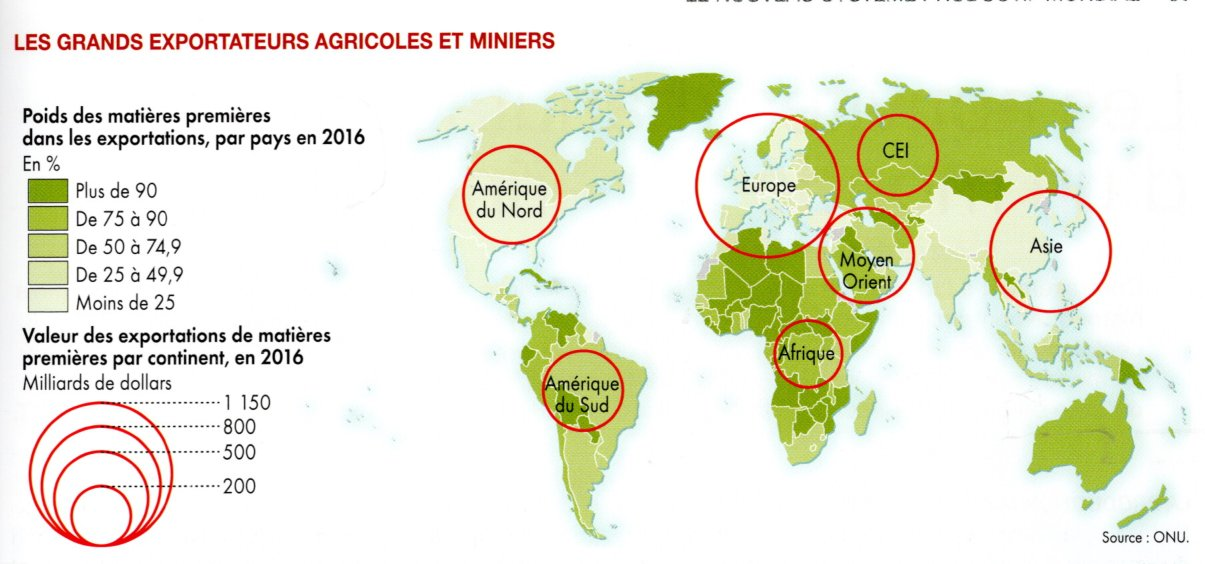 LES GRANDS EXPORTATEURS AGRICOLES ET MINIERS
Poids des matières premières
dans les exportations, par pays en 2016
En %
Plus de 90
De 75 à 90
De 50 à 74,9
De 25 à 49,9
Moins de 25
Valeur des exportations de matières
premières par continent, en 2016
Milliards de dollars
1 150
800
500
200
Amérique
du Nord
Europe
CEI
Moyen
Orient
Asie
Afrique
Amérique
du Sud
Source : ONU.